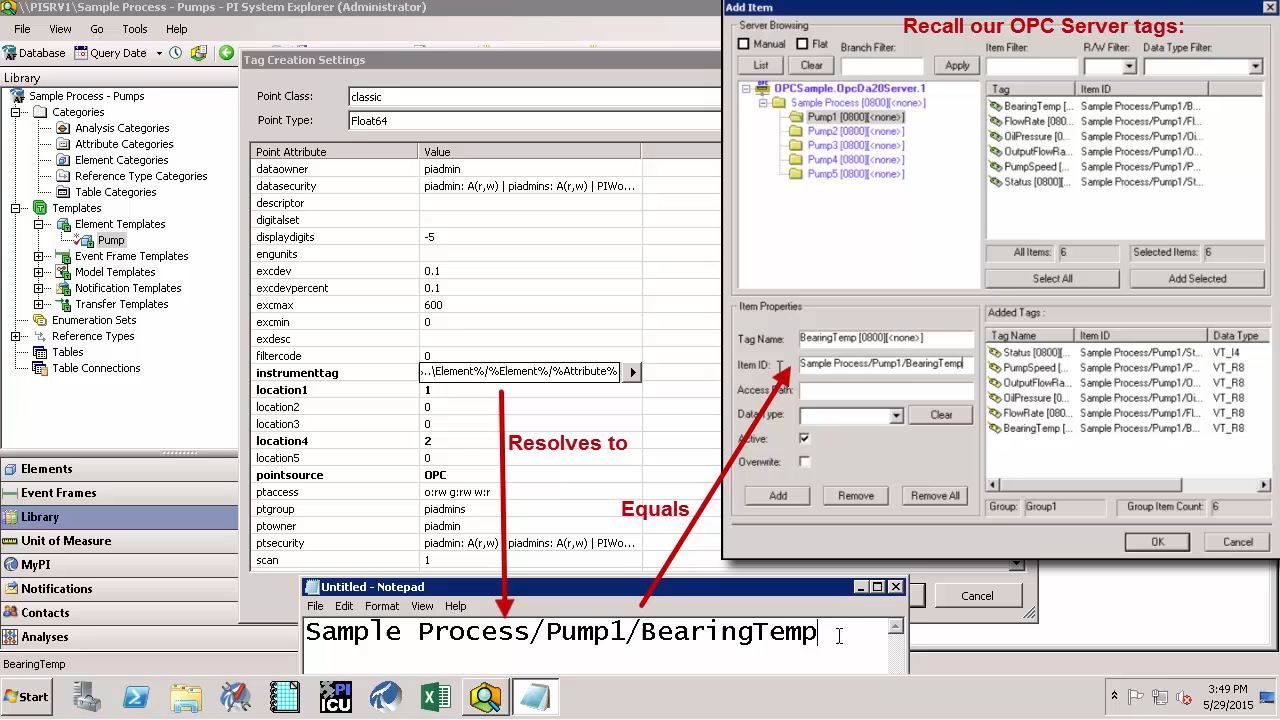 \\PISRV1\Sample Process - Pumps - PI System Explorer (Administrator)
File View Go Tools Help
Database Query Date
Library
Sample Process - Pumps
Categories
Analysis Categories
Attribute Categories
Element Categories
Reference Type Categories
Table Categories
Templates
Element Templates
Pump
Event Frame Templates
Model Templates
Notification Templates
Transfer Templates
Enumeration Sets
Reference Types
Tables
Table Connections
Elements
Event Frames
Library
Unit of Measure
MyPI
Notifications
Contacts
Analyses
BearingTemp
Tag Creation Settings
Point Class: classic
Point Type: Float64
Point Attribute Value
dataowner piadmin
datasecurity piadmin: A(r,w) | piadmins: A(r,w) | PIWo...
descriptor
digitalset
displaydigits -5
engunits
excdev 0.1
excdevpercent 0.1
excmax 600
excmin 0
exdesc
filtercode 0
instrumenttag ...\Element%/%Element%/%Attribute%
location1 1
location2 0
location3 0
location4 2
location5 0
pointsource OPC
ptaccess o:rw g:rw w:r
ptgroup piadmins
ptowner piadmin
ptsecurity piadmin: A(r,w) | piadmins: A(r,w) | PIWo...
scan 1
Cancel
Resolves to
Equals
Add Item
Recall our OPC Server tags:
Server Browsing
Manual Flat Branch Filter: Item Filter: R/W Filter: Data Type Filter:
List Clear Apply
OPCSample.OpcDa20Server.1
Sample Process [0800][<none>]
Pump1 [0800][<none>]
Pump2 [0800][<none>]
Pump3 [0800][<none>]
Pump4 [0800][<none>]
Pump5 [0800][<none>]
Tag Item ID
BearingTemp [... Sample Process/Pump1/B...
FlowRate [080... Sample Process/Pump1/Fl...
OilPressure [0... Sample Process/Pump1/Oi...
OutputFlowRa... Sample Process/Pump1/O...
PumpSpeed [... Sample Process/Pump1/P...
Status [0800][... Sample Process/Pump1/St...
All Items: 6 Selected Items: 6
Select All Add Selected
Item Properties
Tag Name: BearingTemp [0800][<none>]
Item ID: Sample Process/Pump1/BearingTemp
Access Path:
Data Type: Clear
Active:
Overwrite:
Add Remove Remove All
Added Tags :
Tag Name Item ID Data Type
Status [0800][... Sample Process/Pump1/St... VT_I4
PumpSpeed [... Sample Process/Pump1/P... VT_R8
OutputFlowRa... Sample Process/Pump1/O... VT_R8
OilPressure [0... Sample Process/Pump1/Oi... VT_R8
FlowRate [080... Sample Process/Pump1/Fl... VT_R8
BearingTemp [... Sample Process/Pump1/B... VT_R8
Group: Group1 Group Item Count: 6
OK Cancel
Untitled - Notepad
File Edit Format View Help
Sample Process/Pump1/BearingTemp
Start
PI
ICU
3:49 PM
5/29/2015